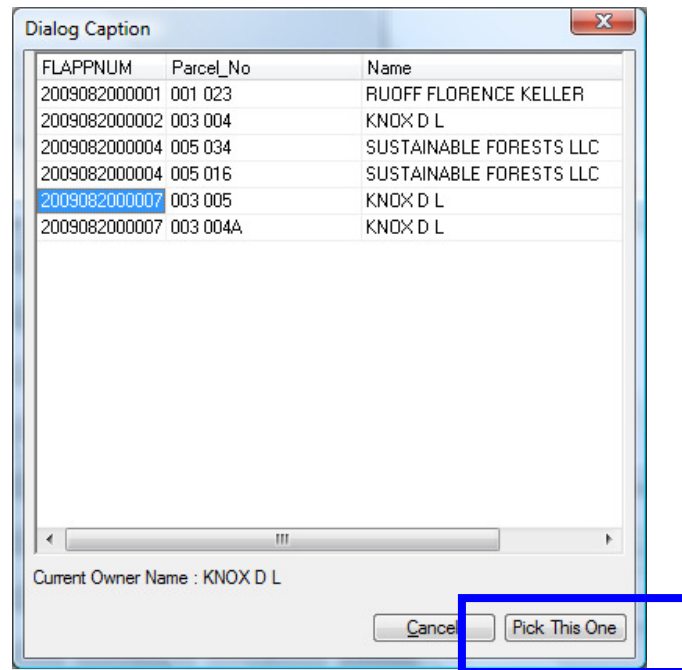 Dialog Caption
FLAPPNUM Parcel_No Name
2009082000001 001 023 RUOFF FLORENCE KELLER
2009082000002 003 004 KNOX D L
2009082000004 005 034 SUSTAINABLE FORESTS LLC
2009082000004 005 016 SUSTAINABLE FORESTS LLC
2009082000007 003 005 KNOX D L
2009082000007 003 004A KNOX D L
Current Owner Name : KNOX D L
Cancel Pick This One